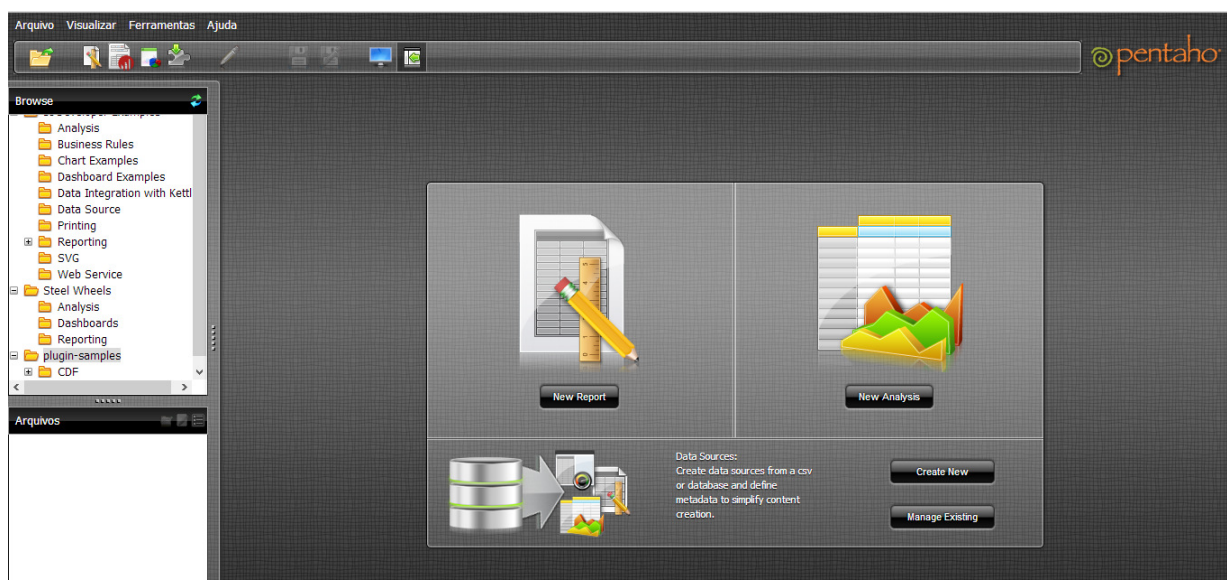 Arquivo Visualizar Ferramentas Ajuda
pentaho
Browse
Analysis
Business Rules
Chart Examples
Dashboard Examples
Data Integration with Kettl
Data Source
Printing
Reporting
SVG
Web Service
Steel Wheels
Analysis
Dashboards
Reporting
plugin-samples
CDF
Arquivos
New Report
New Analysis
Data Sources:
Create data sources from a csv
or database and define
metadata to simplify content
creation.
Create New
Manage Existing